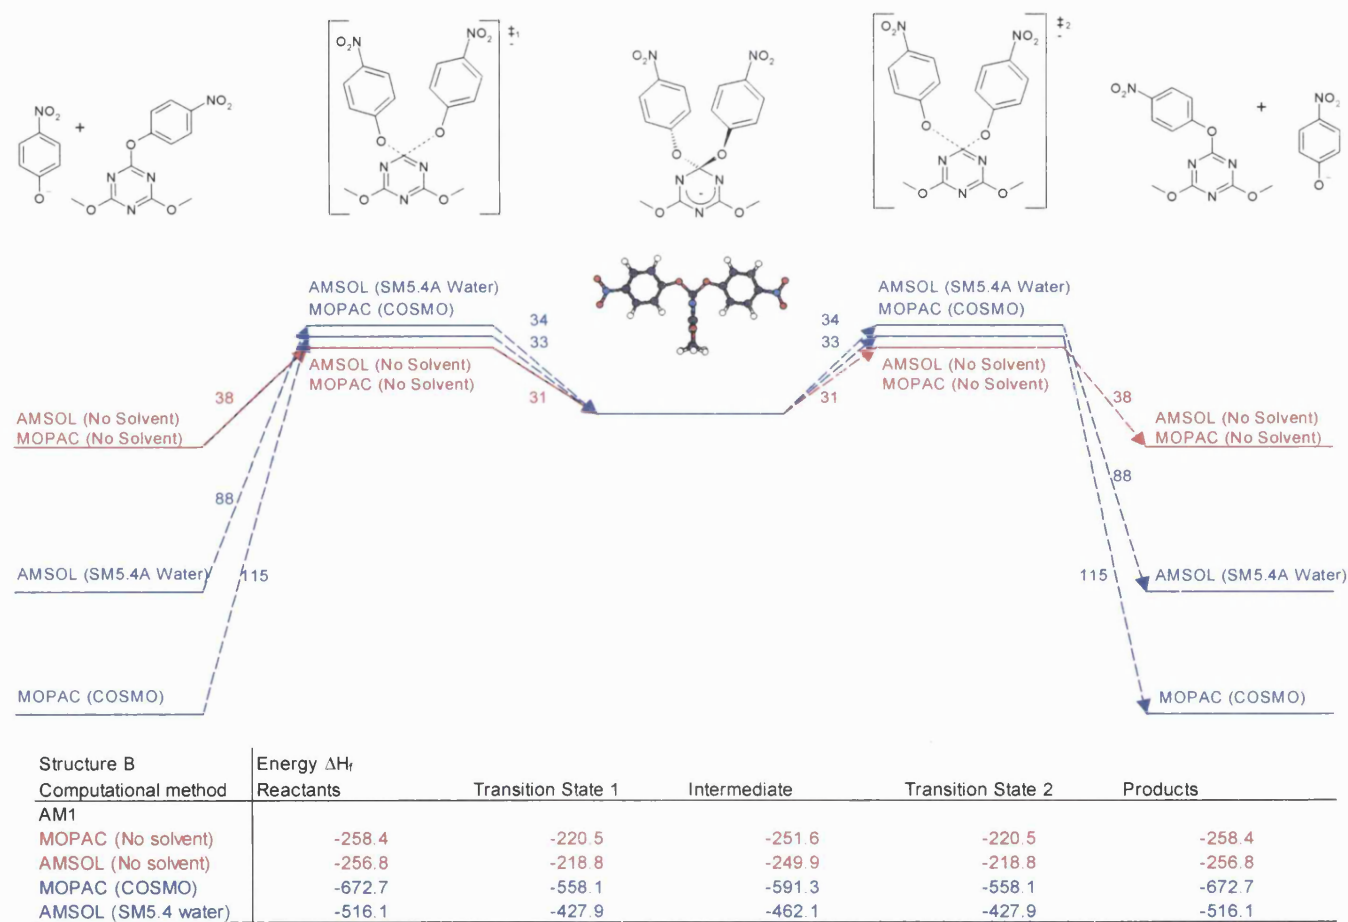 O₂N
NO₂
‡₁
-
O₂N
NO₂
O₂N
NO₂
‡₂
-
NO₂
+
NO₂
O
N N
O N O
O⁻
O O
N N
O N O
O O
N N
-
O N O
O O
N N
O N O
O₂N
O
N N
O N O
+
NO₂
O⁻
AMSOL (SM5.4A Water)
MOPAC (COSMO)
34
33
AMSOL (No Solvent)
MOPAC (No Solvent)
31
38
AMSOL (No Solvent)
MOPAC (No Solvent)
88
AMSOL (SM5.4A Water)
115
MOPAC (COSMO)
AMSOL (SM5.4A Water)
MOPAC (COSMO)
34
33
AMSOL (No Solvent)
MOPAC (No Solvent)
31
38
AMSOL (No Solvent)
MOPAC (No Solvent)
88
115
AMSOL (SM5.4A Water)
MOPAC (COSMO)
Structure B Energy ΔHf
Computational method Reactants Transition State 1 Intermediate Transition State 2 Products
AM1
MOPAC (No solvent) -258.4 -220.5 -251.6 -220.5 -258.4
AMSOL (No solvent) -256.8 -218.8 -249.9 -218.8 -256.8
MOPAC (COSMO) -672.7 -558.1 -591.3 -558.1 -672.7
AMSOL (SM5.4 water) -516.1 -427.9 -462.1 -427.9 -516.1